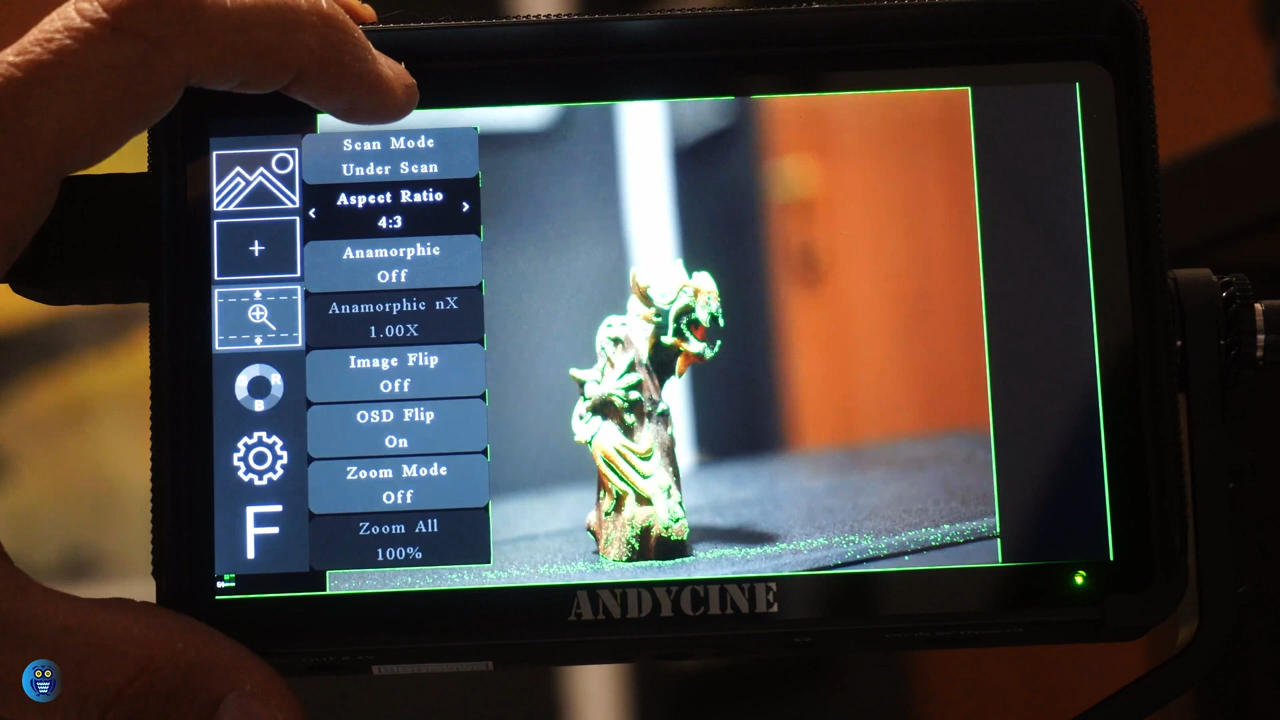 Scan Mode
Under Scan
Aspect Ratio
< 4:3 >
Anamorphic
Off
Anamorphic nX
1.00X
Image Flip
Off
OSD Flip
On
Zoom Mode
Off
Zoom All
100%
R
B
F
ANDYCINE